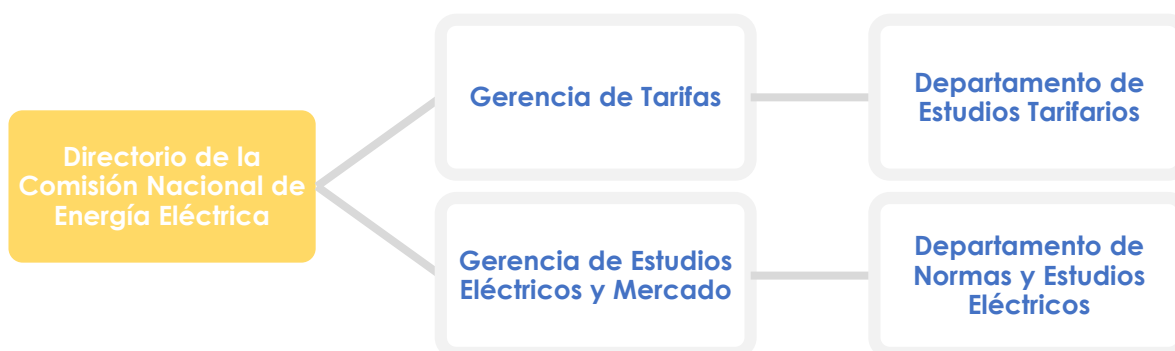 Directorio de la
Comisión Nacional de
Energía Eléctrica
Gerencia de Tarifas
Departamento de
Estudios Tarifarios
Gerencia de Estudios
Eléctricos y Mercado
Departamento de
Normas y Estudios
Eléctricos